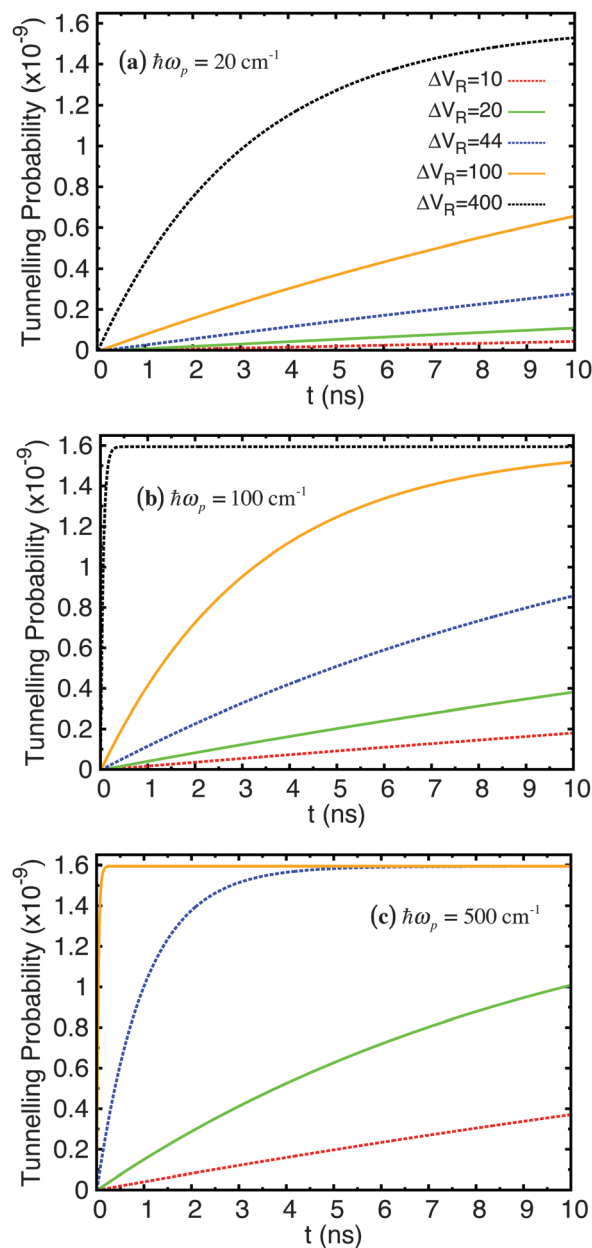 Tunnelling Probability (x10⁻⁹)
1.6
1.4
1.2
1
0.8
0.6
0.4
0.2
0
(a) ℏω_p = 20 cm⁻¹
ΔV_R=10
ΔV_R=20
ΔV_R=44
ΔV_R=100
ΔV_R=400
0 1 2 3 4 5 6 7 8 9 10
t (ns)
Tunnelling Probability (x10⁻⁹)
1.6
1.4
1.2
1
0.8
0.6
0.4
0.2
0
(b) ℏω_p = 100 cm⁻¹
0 1 2 3 4 5 6 7 8 9 10
t (ns)
Tunnelling Probability (x10⁻⁹)
1.6
1.4
1.2
1
0.8
0.6
0.4
0.2
0
(c) ℏω_p = 500 cm⁻¹
0 1 2 3 4 5 6 7 8 9 10
t (ns)